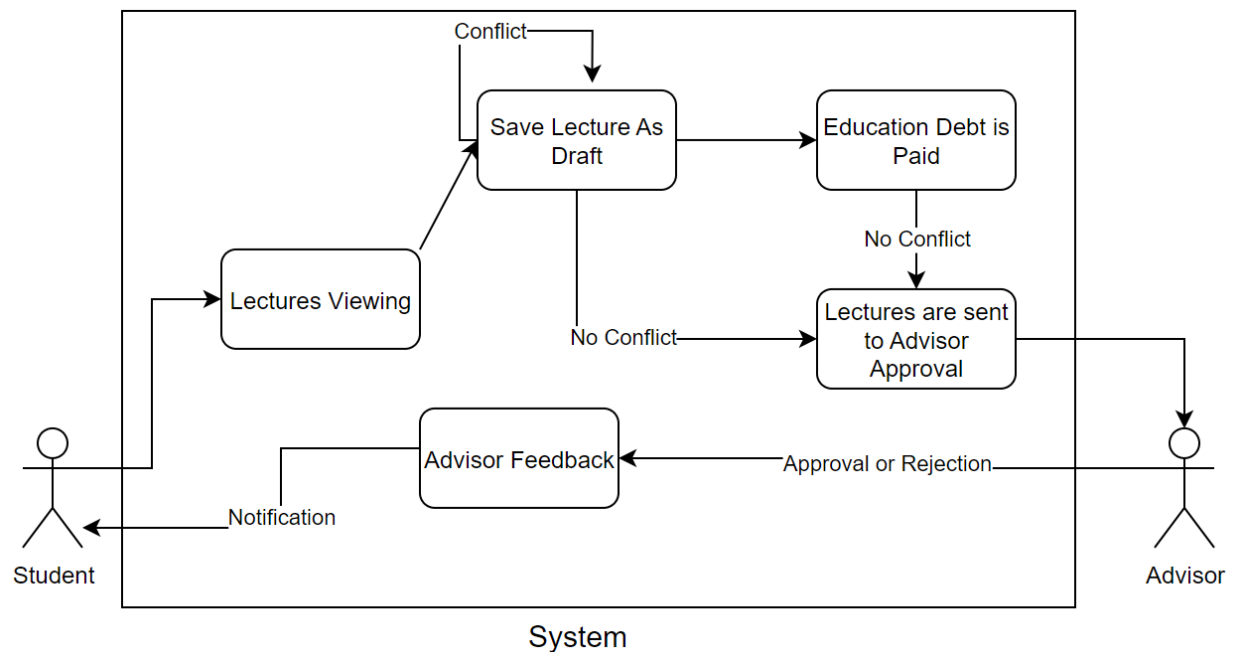 Conflict
Save Lecture As
Draft
Education Debt is
Paid
No Conflict
Lectures Viewing
Lectures are sent
to Advisor
Approval
No Conflict
Advisor Feedback
Approval or Rejection
Notification
Student
Advisor
System